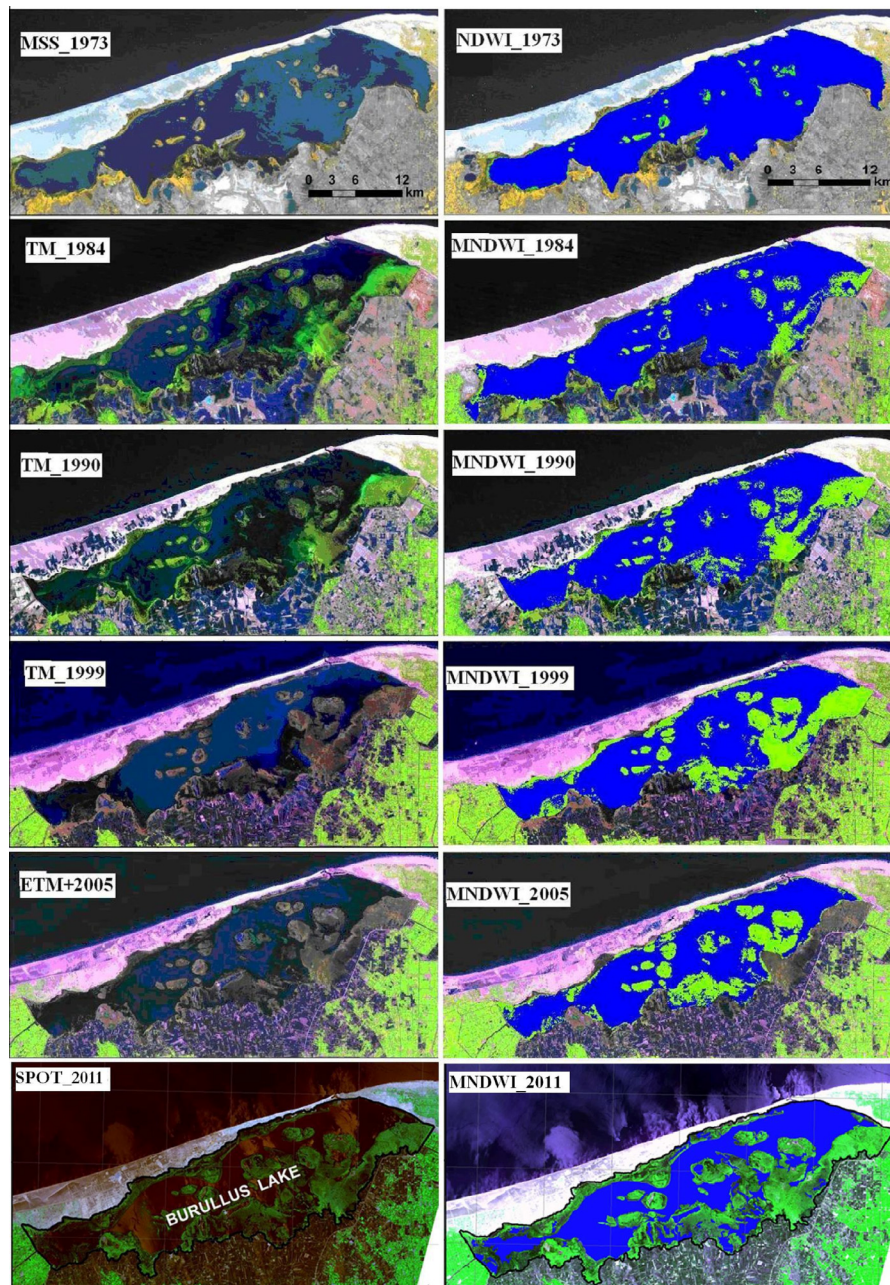 MSS_1973
NDWI_1973
0 3 6 12
km
0 3 6 12
km
TM_1984
MNDWI_1984
TM_1990
MNDWI_1990
TM_1999
MNDWI_1999
ETM+2005
MNDWI_2005
SPOT_2011
MNDWI_2011
BURULLUS LAKE